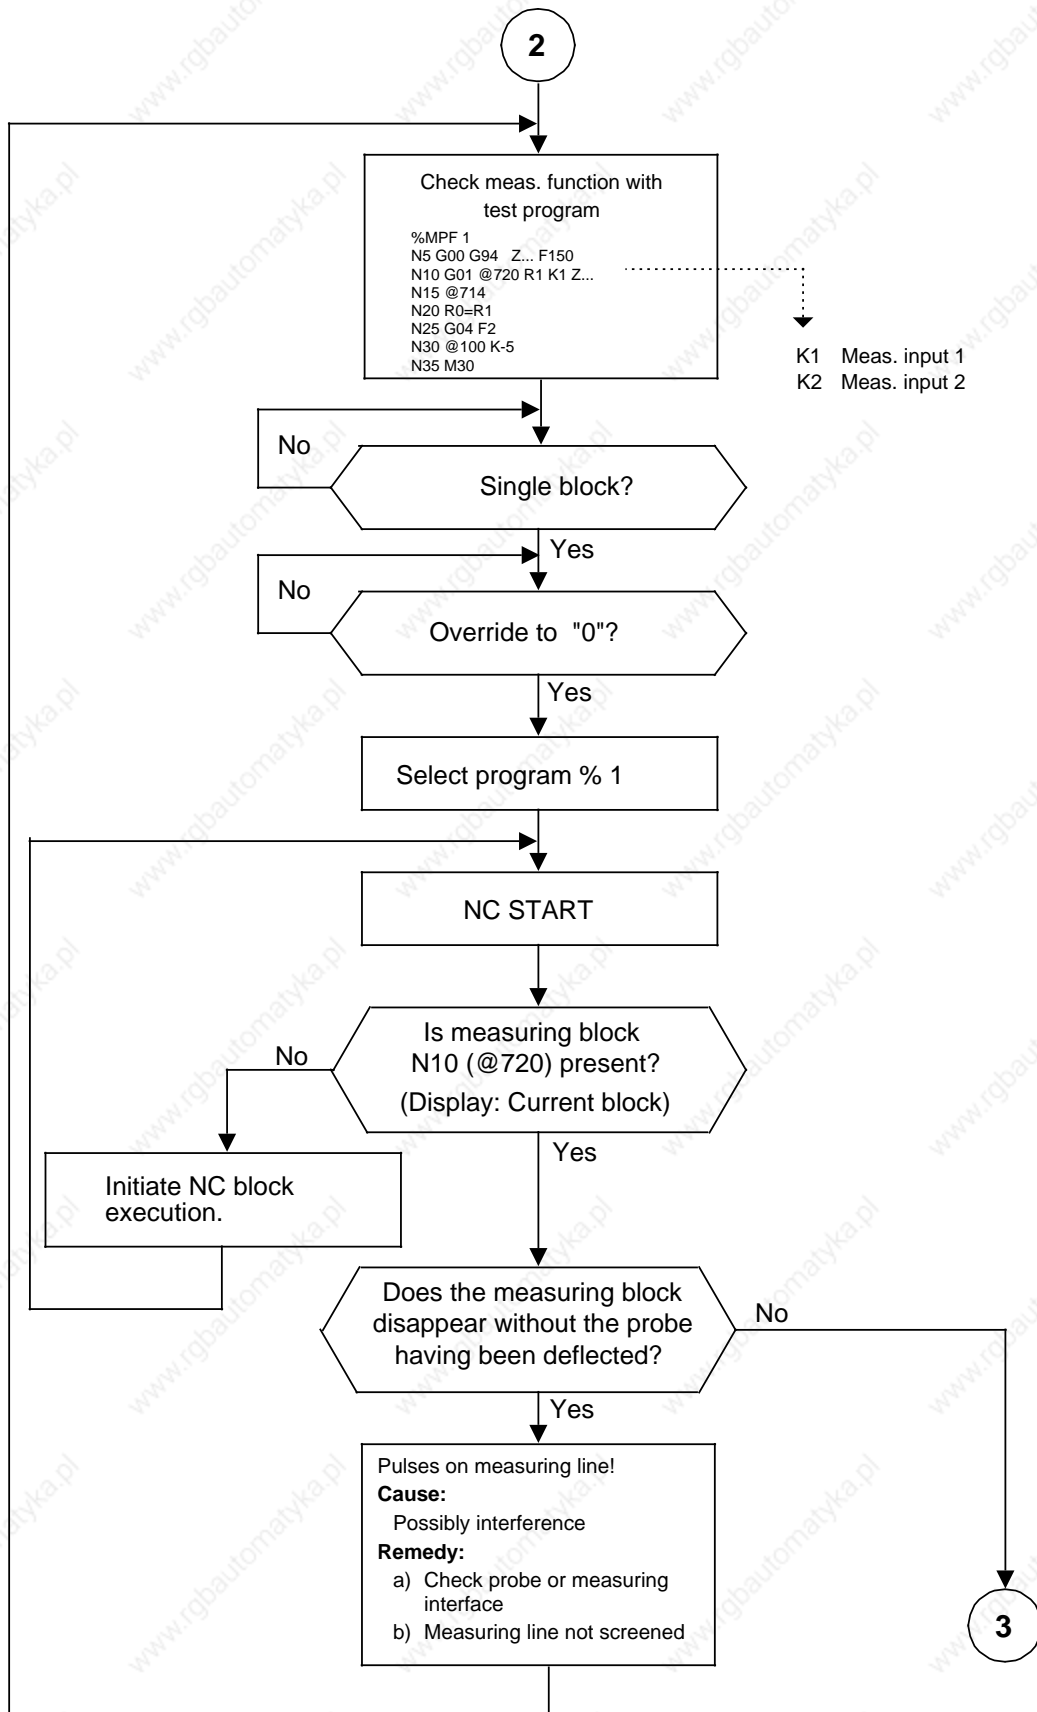 2
Check meas. function with
test program
%MPF 1
N5 G00 G94 Z... F150
N10 G01 @720 R1 K1 Z...
N15 @714
N20 R0=R1
N25 G04 F2
N30 @100 K-5
N35 M30
K1 Meas. input 1
K2 Meas. input 2
No
Single block?
Yes
No
Override to "0"?
Yes
Select program % 1
NC START
Is measuring block
N10 (@720) present?
(Display: Current block)
No
Yes
Initiate NC block
execution.
Does the measuring block
disappear without the probe
having been deflected?
No
Yes
Pulses on measuring line!
Cause:
Possibly interference
Remedy:
a) Check probe or measuring
interface
b) Measuring line not screened
3
www.rgbautomatyka.pl